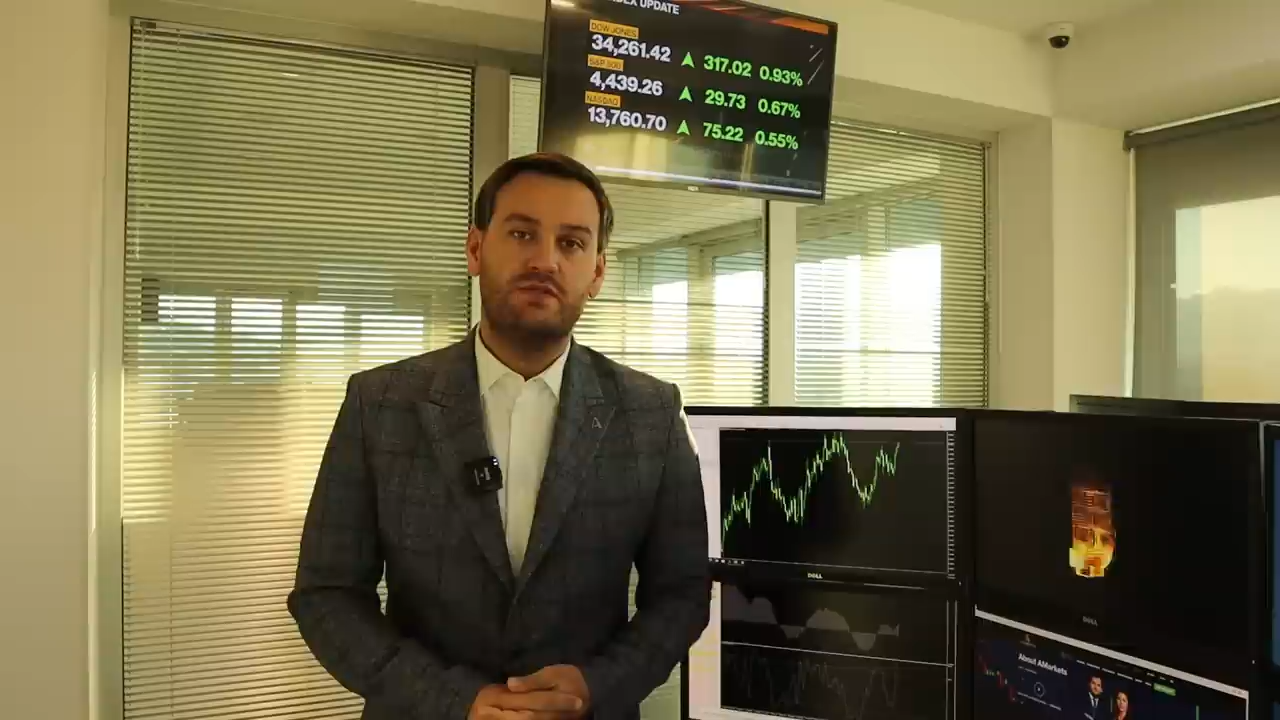 INDEX UPDATE
DOW JONES
34,261.42 ▲ 317.02 0.93%
S&P 500
4,439.26 ▲ 29.73 0.67%
NASDAQ
13,760.70 ▲ 75.22 0.55%
A
DELL
DELL
About AMarkets